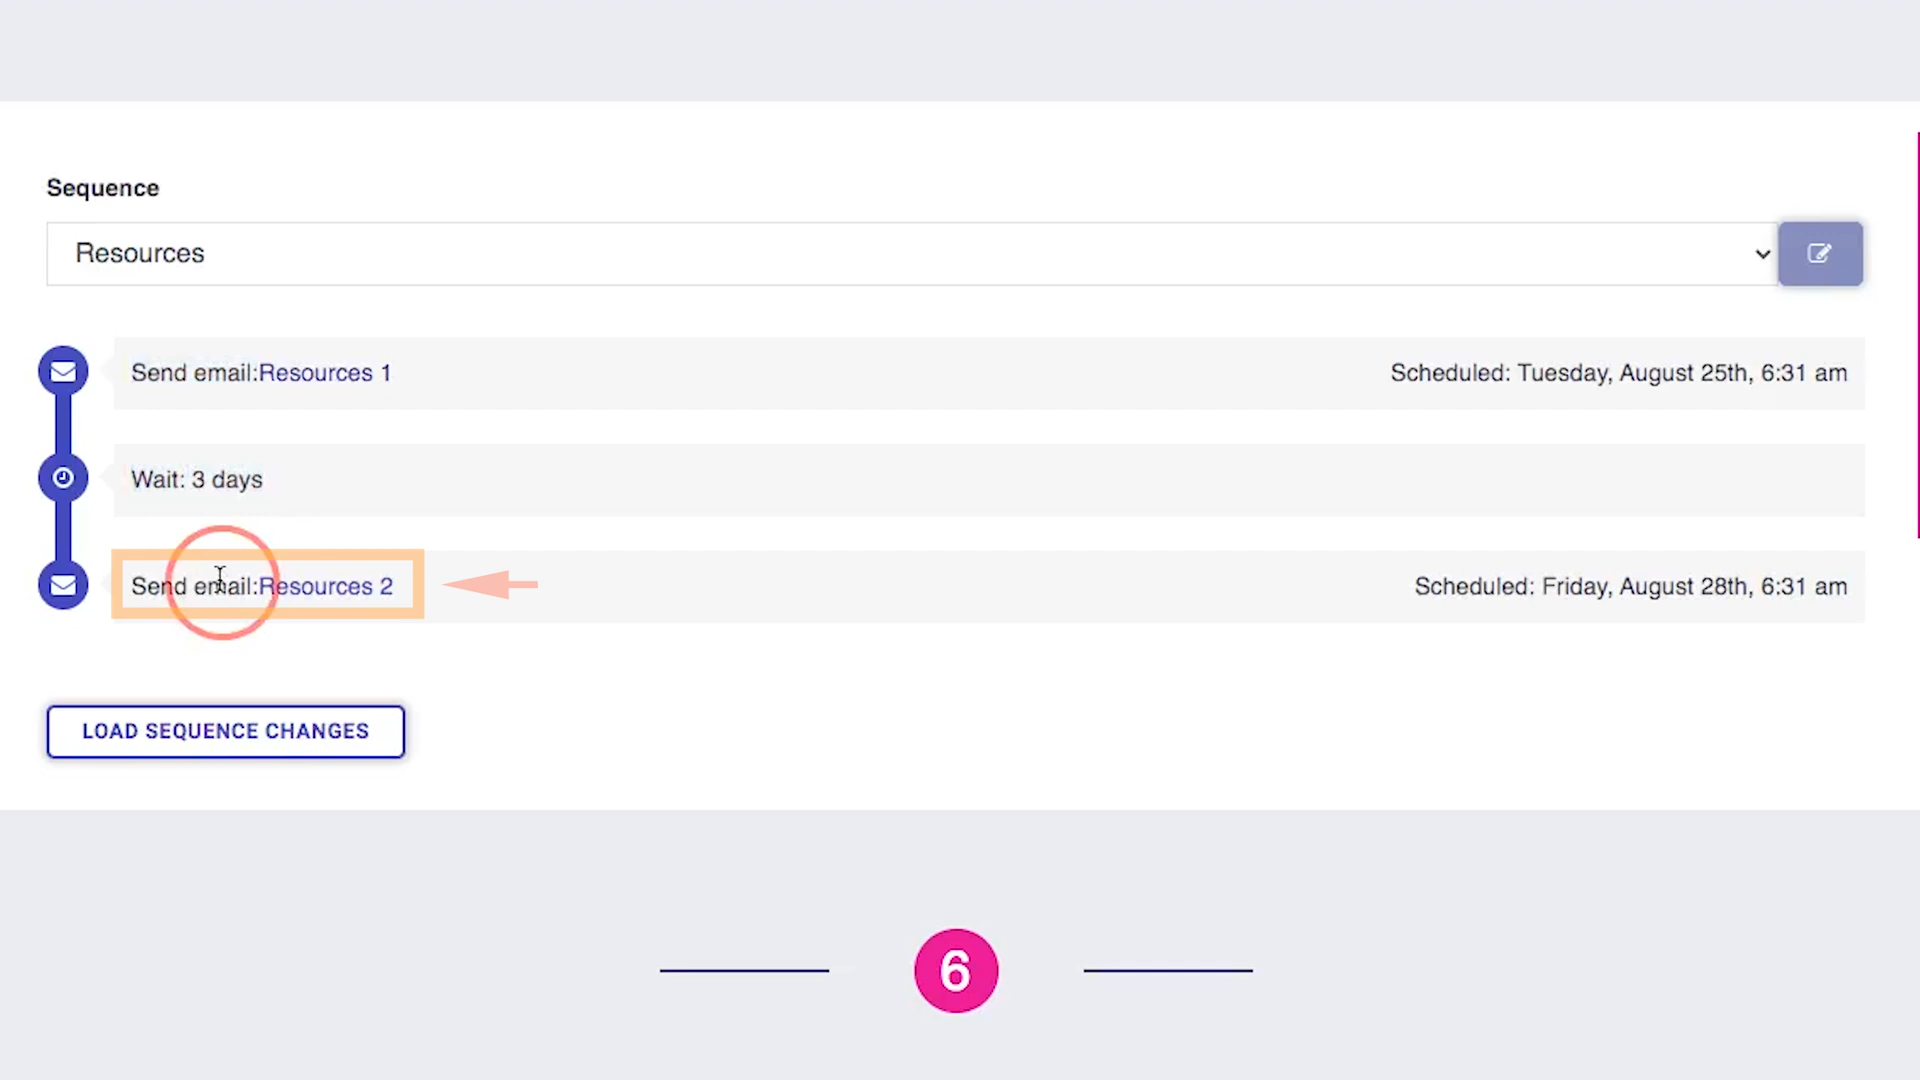 Sequence
Resources
Send email:Resources 1
Scheduled: Tuesday, August 25th, 6:31 am
Wait: 3 days
Send email:Resources 2
Scheduled: Friday, August 28th, 6:31 am
LOAD SEQUENCE CHANGES
6